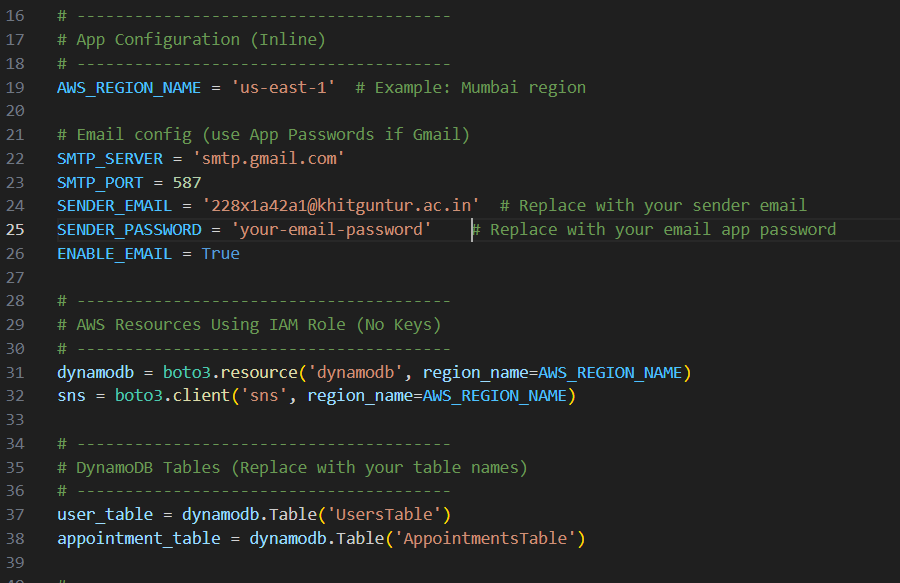 16 # ---------------------------------------
17 # App Configuration (Inline)
18 # ---------------------------------------
19 AWS_REGION_NAME = 'us-east-1'  # Example: Mumbai region
20
21 # Email config (use App Passwords if Gmail)
22 SMTP_SERVER = 'smtp.gmail.com'
23 SMTP_PORT = 587
24 SENDER_EMAIL = '228x1a42a1@khitguntur.ac.in'  # Replace with your sender email
25 SENDER_PASSWORD = 'your-email-password'    # Replace with your email app password
26 ENABLE_EMAIL = True
27
28 # ---------------------------------------
29 # AWS Resources Using IAM Role (No Keys)
30 # ---------------------------------------
31 dynamodb = boto3.resource('dynamodb', region_name=AWS_REGION_NAME)
32 sns = boto3.client('sns', region_name=AWS_REGION_NAME)
33
34 # ---------------------------------------
35 # DynamoDB Tables (Replace with your table names)
36 # ---------------------------------------
37 user_table = dynamodb.Table('UsersTable')
38 appointment_table = dynamodb.Table('AppointmentsTable')
39